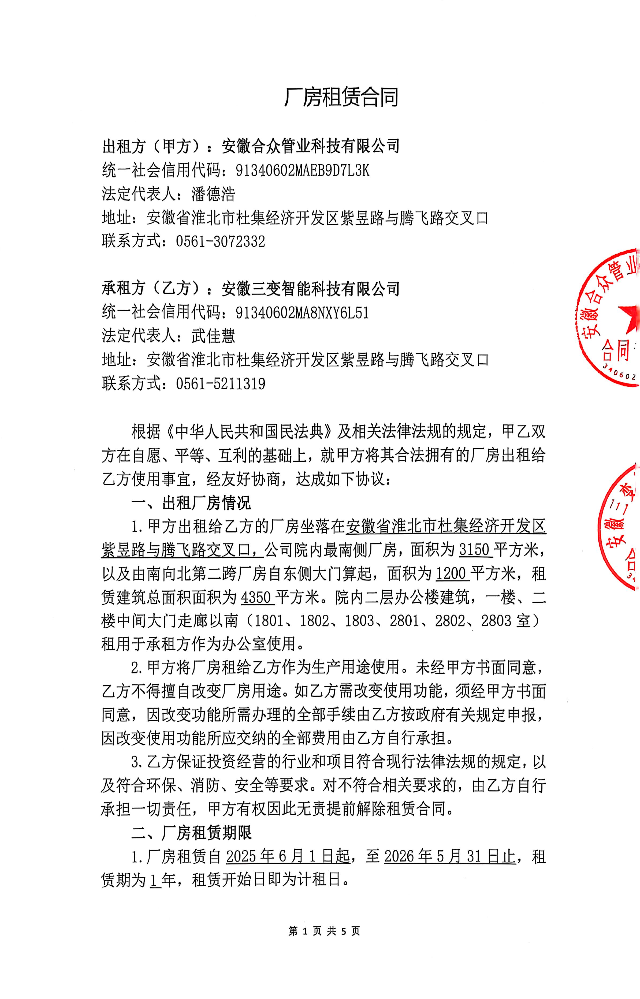 厂房租赁合同
出租方（甲方）：安徽合众管业科技有限公司
统一社会信用代码：91340602MAEB9D7L3K
法定代表人：潘德浩
地址：安徽省淮北市杜集经济开发区紫昱路与腾飞路交叉口
联系方式：0561-3072332
承租方（乙方）：安徽三变智能科技有限公司
统一社会信用代码：91340602MA8NXY6L51
法定代表人：武佳慧
地址：安徽省淮北市杜集经济开发区紫昱路与腾飞路交叉口
联系方式：0561-5211319
根据《中华人民共和国民法典》及相关法律法规的规定，甲乙双
方在自愿、平等、互利的基础上，就甲方将其合法拥有的厂房出租给
乙方使用事宜，经友好协商，达成如下协议：
一、出租厂房情况
1.甲方出租给乙方的厂房坐落在安徽省淮北市杜集经济开发区
紫昱路与腾飞路交叉口，公司院内最南侧厂房，面积为 3150 平方米，
以及由南向北第二跨厂房自东侧大门算起，面积为 1200 平方米，租
赁建筑总面积面积为 4350 平方米。院内二层办公楼建筑，一楼、二
楼中间大门走廊以南（1801、1802、1803、2801、2802、2803 室）
租用于承租方作为办公室使用。
2.甲方将厂房租给乙方作为生产用途使用。未经甲方书面同意，
乙方不得擅自改变厂房用途。如乙方需改变使用功能，须经甲方书面
同意，因改变功能所需办理的全部手续由乙方按政府有关规定申报，
因改变使用功能所应交纳的全部费用由乙方自行承担。
3.乙方保证投资经营的行业和项目符合现行法律法规的规定，以
及符合环保、消防、安全等要求。对不符合相关要求的，由乙方自行
承担一切责任，甲方有权因此无责提前解除租赁合同。
二、厂房租赁期限
1.厂房租赁自 2025 年 6 月 1 日起，至 2026 年 5 月 31 日止，租
赁期为 1 年，租赁开始日即为计租日。
第 1 页 共 5 页
安徽合众管业
合同
340602
安徽三变
合